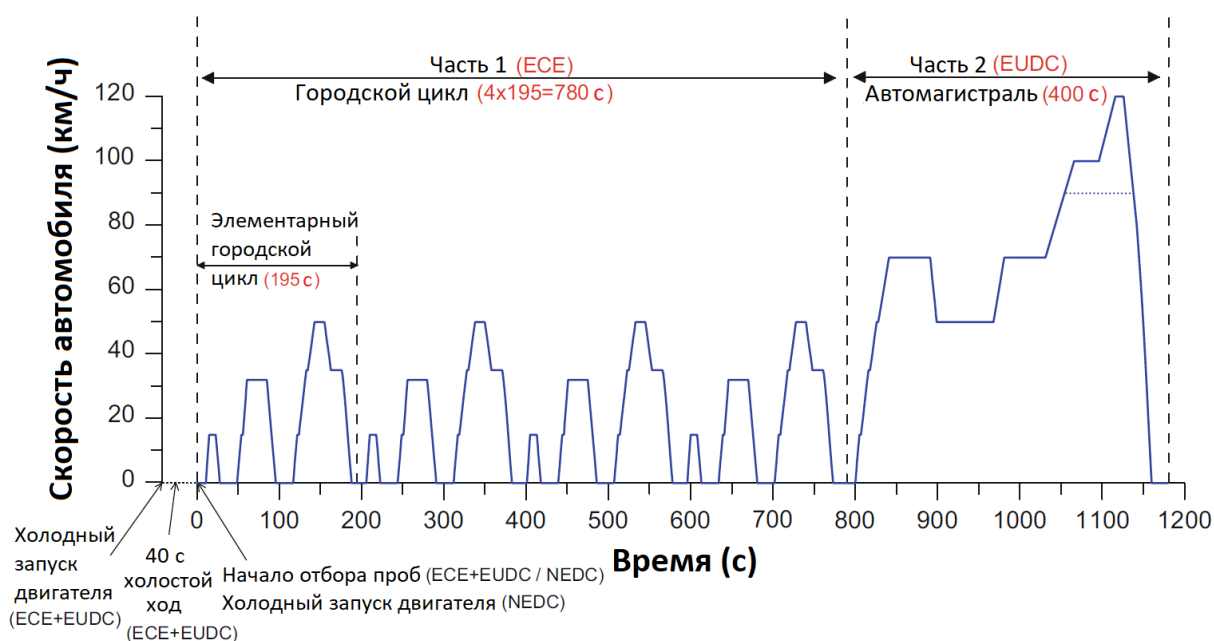 Часть 1 (ECE)
Городской цикл (4x195=780 с)
Часть 2 (EUDC)
Автомагистраль (400 с)
Скорость автомобиля (км/ч)
120
100
80
60
40
20
0
Элементарный
городской
цикл (195 с)
0 100 200 300 400 500 600 700 800 900 1000 1100 1200
Время (с)
Холодный
запуск
двигателя
(ECE+EUDC)
40 с
холостой
ход
(ECE+EUDC)
Начало отбора проб (ECE+EUDC / NEDC)
Холодный запуск двигателя (NEDC)